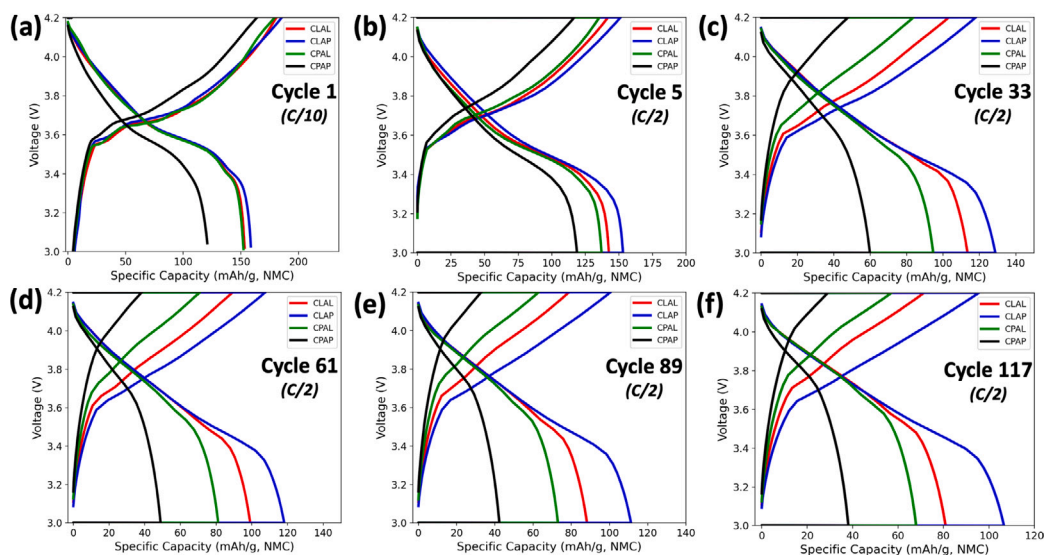 (a)
4.2
4.0
3.8
3.6
3.4
3.2
3.0
Voltage (V)
0
50
100
150
200
Specific Capacity (mAh/g, NMC)
CLAL
CLAP
CPAL
CPAP
Cycle 1
(C/10)
(b)
4.2
4.0
3.8
3.6
3.4
3.2
3.0
Voltage (V)
0
25
50
75
100
125
150
175
200
Specific Capacity (mAh/g, NMC)
CLAL
CLAP
CPAL
CPAP
Cycle 5
(C/2)
(c)
4.2
4.0
3.8
3.6
3.4
3.2
3.0
Voltage (V)
0
20
40
60
80
100
120
140
Specific Capacity (mAh/g, NMC)
CLAL
CLAP
CPAL
CPAP
Cycle 33
(C/2)
(d)
4.2
4.0
3.8
3.6
3.4
3.2
3.0
Voltage (V)
0
20
40
60
80
100
120
140
Specific Capacity (mAh/g, NMC)
CLAL
CLAP
CPAL
CPAP
Cycle 61
(C/2)
(e)
4.2
4.0
3.8
3.6
3.4
3.2
3.0
Voltage (V)
0
20
40
60
80
100
120
140
Specific Capacity (mAh/g, NMC)
CLAL
CLAP
CPAL
CPAP
Cycle 89
(C/2)
(f)
4.2
4.0
3.8
3.6
3.4
3.2
3.0
Voltage (V)
0
20
40
60
80
100
120
Specific Capacity (mAh/g, NMC)
CLAL
CLAP
CPAL
CPAP
Cycle 117
(C/2)